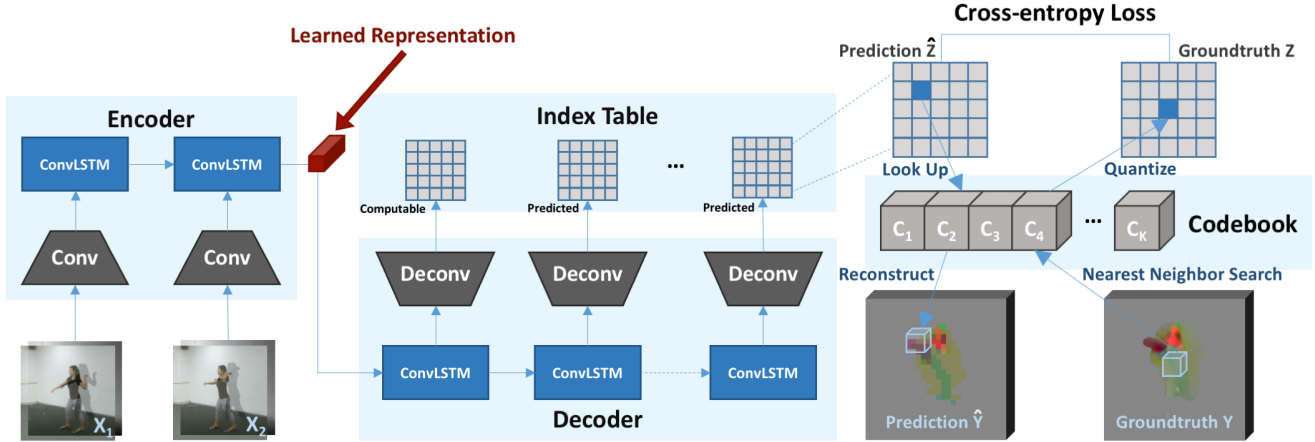 Cross-entropy Loss
Learned Representation
Prediction Ẑ
Groundtruth Z
Encoder
Index Table
ConvLSTM
ConvLSTM
...
Look Up
Quantize
Computable
Predicted
Predicted
C1
C2
C3
C4
...
CK
Codebook
Conv
Conv
Deconv
Deconv
Deconv
Reconstruct
Nearest Neighbor Search
ConvLSTM
ConvLSTM
ConvLSTM
X1
X2
Decoder
Prediction Ŷ
Groundtruth Y